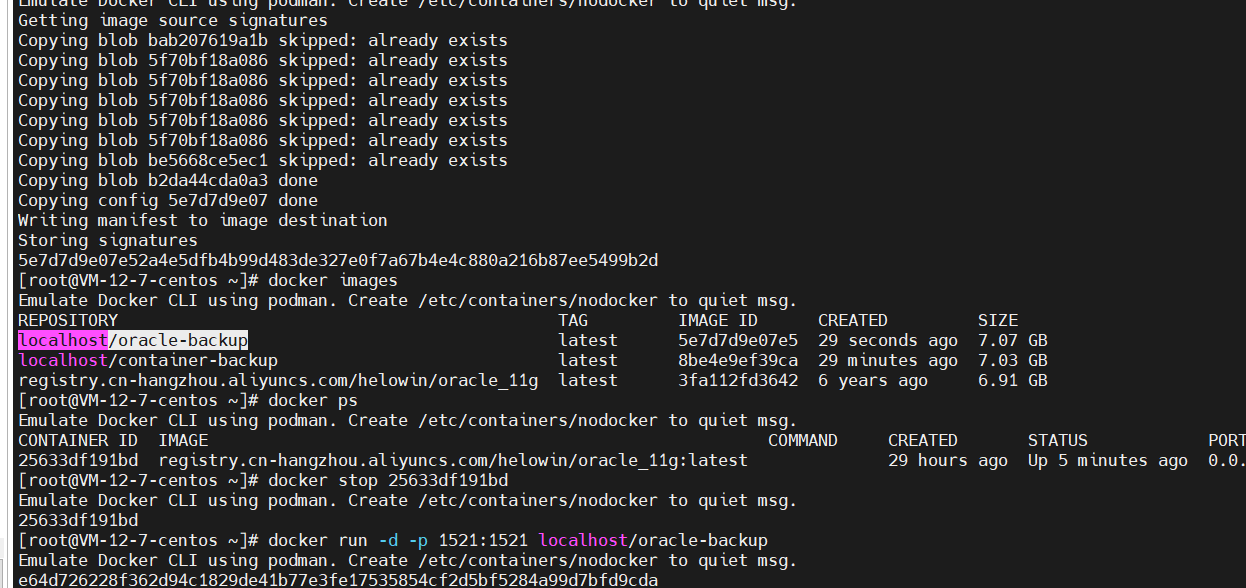 Emulate Docker CLI using podman. Create /etc/containers/nodocker to quiet msg.
Getting image source signatures
Copying blob bab207619a1b skipped: already exists
Copying blob 5f70bf18a086 skipped: already exists
Copying blob 5f70bf18a086 skipped: already exists
Copying blob 5f70bf18a086 skipped: already exists
Copying blob 5f70bf18a086 skipped: already exists
Copying blob 5f70bf18a086 skipped: already exists
Copying blob be5668ce5ec1 skipped: already exists
Copying blob b2da44cda0a3 done
Copying config 5e7d7d9e07 done
Writing manifest to image destination
Storing signatures
5e7d7d9e07e52a4e5dfb4b99d483de327e0f7a67b4e4c880a216b87ee5499b2d
[root@VM-12-7-centos ~]# docker images
Emulate Docker CLI using podman. Create /etc/containers/nodocker to quiet msg.
REPOSITORY TAG IMAGE ID CREATED SIZE
localhost/oracle-backup latest 5e7d7d9e07e5 29 seconds ago 7.07 GB
localhost/container-backup latest 8be4e9ef39ca 29 minutes ago 7.03 GB
registry.cn-hangzhou.aliyuncs.com/helowin/oracle_11g latest 3fa112fd3642 6 years ago 6.91 GB
[root@VM-12-7-centos ~]# docker ps
Emulate Docker CLI using podman. Create /etc/containers/nodocker to quiet msg.
CONTAINER ID IMAGE COMMAND CREATED STATUS PORT
25633df191bd registry.cn-hangzhou.aliyuncs.com/helowin/oracle_11g:latest 29 hours ago Up 5 minutes ago 0.0.
[root@VM-12-7-centos ~]# docker stop 25633df191bd
Emulate Docker CLI using podman. Create /etc/containers/nodocker to quiet msg.
25633df191bd
[root@VM-12-7-centos ~]# docker run -d -p 1521:1521 localhost/oracle-backup
Emulate Docker CLI using podman. Create /etc/containers/nodocker to quiet msg.
e64d726228f362d94c1829de41b77e3fe17535854cf2d5bf5284a99d7bfd9cda